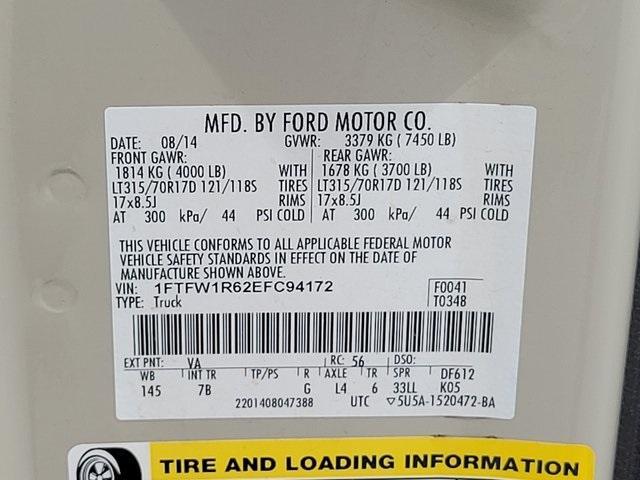 MFD. BY FORD MOTOR CO.
DATE: 08/14 GVWR: 3379 KG ( 7450 LB)
FRONT GAWR: REAR GAWR:
1814 KG ( 4000 LB) WITH 1678 KG ( 3700 LB) WITH
LT315/70R17D 121/118S TIRES LT315/70R17D 121/118S TIRES
17x8.5J RIMS 17x8.5J RIMS
AT 300 kPa/ 44 PSI COLD AT 300 kPa/ 44 PSI COLD
THIS VEHICLE CONFORMS TO ALL APPLICABLE FEDERAL MOTOR
VEHICLE SAFETY STANDARDS IN EFFECT ON THE DATE OF
MANUFACTURE SHOWN ABOVE.
VIN: 1FTFW1R62EFC94172 F0041
TYPE: Truck T0348
EXT PNT: VA RC: 56 DSO:
WB INT TR TP/PS R AXLE TR SPR DF612
145 7B G L4 6 33LL K05
2201408047388 UTC ▽5U5A-1520472-BA
TIRE AND LOADING INFORMATION